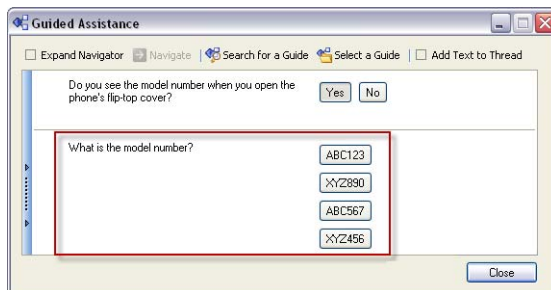 Guided Assistance
Expand Navigator Navigate Search for a Guide Select a Guide Add Text to Thread
Do you see the model number when you open the Yes No
phone's flip-top cover?
What is the model number? ABC123
XYZ890
ABC567
XYZ456
Close